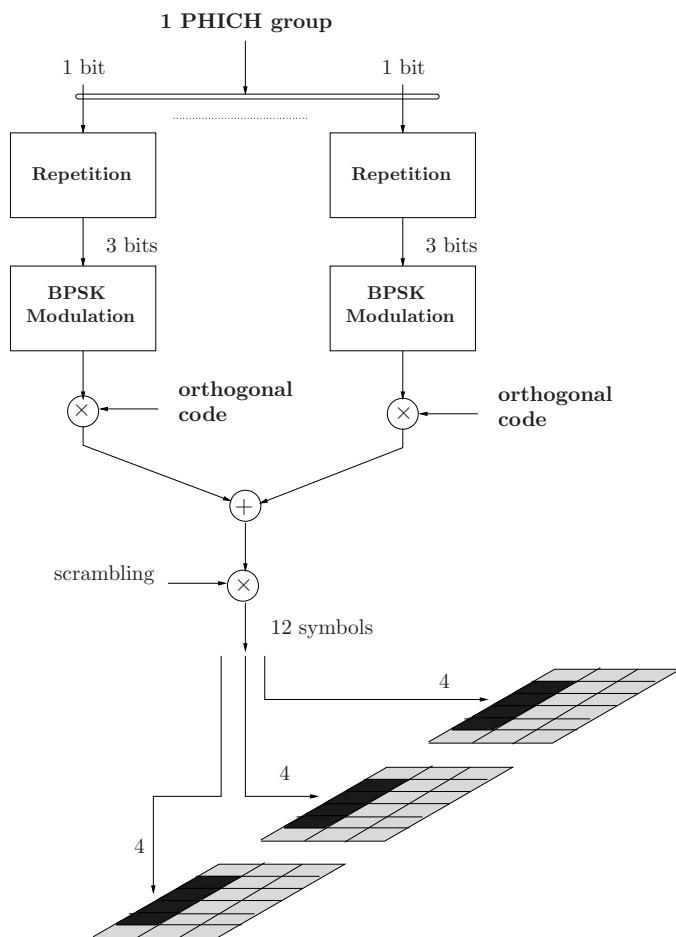 1 PHICH group
1 bit
1 bit
Repetition
Repetition
3 bits
3 bits
BPSK
Modulation
BPSK
Modulation
×
orthogonal
code
×
orthogonal
code
+
scrambling
×
12 symbols
4
4
4